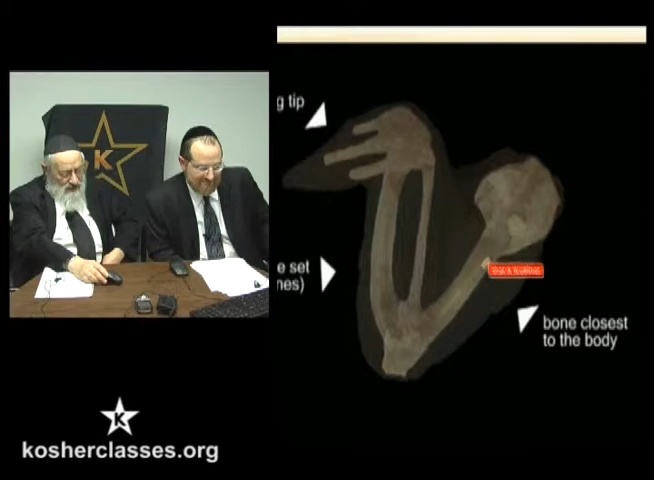 g tip
K
e set
nes)
bone closest
to the body
K
kosherclasses.org